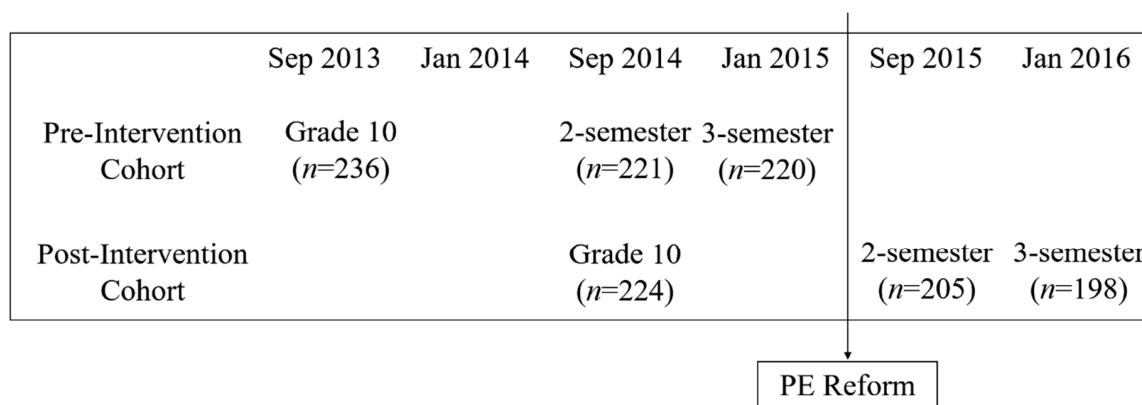 Sep 2013 Jan 2014 Sep 2014 Jan 2015 Sep 2015 Jan 2016
Pre-Intervention Grade 10 2-semester 3-semester
Cohort (n=236) (n=221) (n=220)
Post-Intervention Grade 10 2-semester 3-semester
Cohort (n=224) (n=205) (n=198)
PE Reform